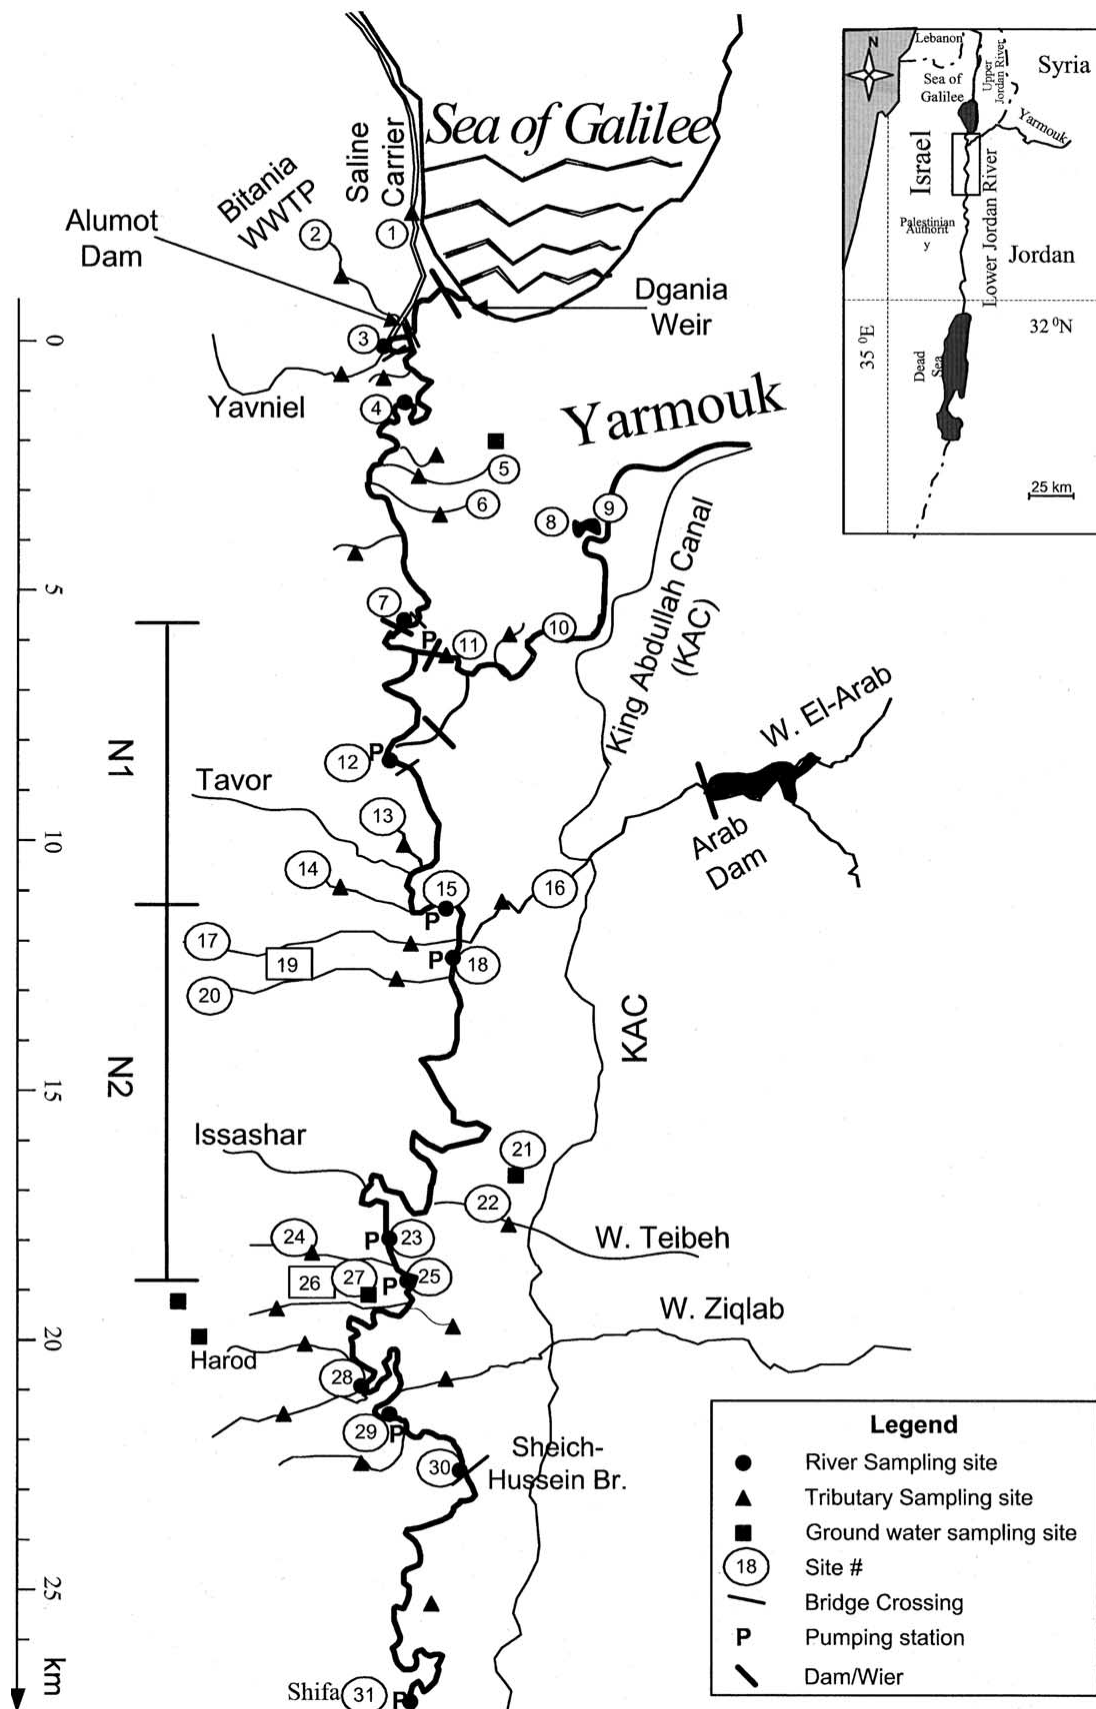 Sea of Galilee
Saline
Carrier
Bitania
WWTP
Alumot
Dam
Dgania
Weir
1
2
3
4
Yavniel
Yarmouk
5
6
7
8
9
10
11
P
King Abdullah Canal
(KAC)
W. El-Arab
Arab
Dam
12
P
Tavor
13
14
15
P
16
17
18
P
19
20
KAC
Issashar
21
22
W. Teibeh
23
P
24
25
P
26
27
W. Ziqlab
Harod
28
29
P
30
Sheich-
Hussein Br.
Shifa
31
P
0
5
10
15
20
25
km
N1
N2
N
Lebanon
Syria
Sea of
Galilee
Upper
Jordan River
Yarmouk
Israel
Palestinian
Authorit
y
Lower Jordan River
Jordan
35 ⁰E
32 ⁰N
Dead
Sea
25 km
Legend
River Sampling site
Tributary Sampling site
Ground water sampling site
18 Site #
Bridge Crossing
P Pumping station
Dam/Wier